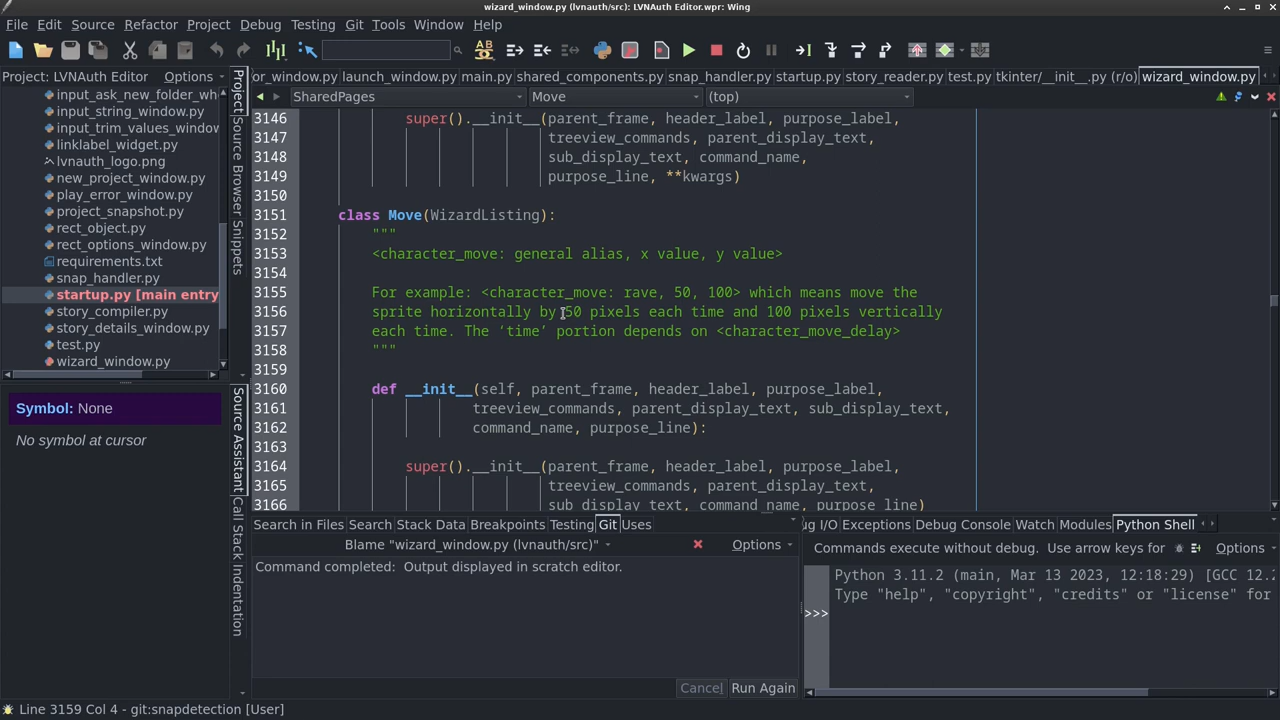 wizard_window.py (lvnauth/src): LVNAuth Editor.wpr: Wing
File Edit Source Refactor Project Debug Testing Git Tools Window Help
Project: LVNAuth Editor Options
or_window.py launch_window.py main.py shared_components.py snap_handler.py startup.py story_reader.py test.py tkinter/__init__.py (r/o) wizard_window.py
SharedPages Move (top)
input_ask_new_folder_wh
input_string_window.py
input_trim_values_window
linklabel_widget.py
lvnauth_logo.png
new_project_window.py
play_error_window.py
project_snapshot.py
rect_object.py
rect_options_window.py
requirements.txt
snap_handler.py
startup.py [main entry
story_compiler.py
story_details_window.py
test.py
wizard_window.py
Project Source Browser Snippets
Symbol: None
No symbol at cursor
Source Assistant Call Stack Indentation
3146 super().__init__(parent_frame, header_label, purpose_label,
3147 treeview_commands, parent_display_text,
3148 sub_display_text, command_name,
3149 purpose_line, **kwargs)
3150
3151 class Move(WizardListing):
3152 """
3153 <character_move: general alias, x value, y value>
3154
3155 For example: <character_move: rave, 50, 100> which means move the
3156 sprite horizontally by 50 pixels each time and 100 pixels vertically
3157 each time. The ‘time’ portion depends on <character_move_delay>
3158 """
3159
3160 def __init__(self, parent_frame, header_label, purpose_label,
3161 treeview_commands, parent_display_text, sub_display_text,
3162 command_name, purpose_line):
3163
3164 super().__init__(parent_frame, header_label, purpose_label,
3165 treeview_commands, parent_display_text,
3166 sub_display_text, command_name, purpose_line)
Search in Files Search Stack Data Breakpoints Testing Git Uses
Blame "wizard_window.py (lvnauth/src)" Options
Command completed: Output displayed in scratch editor.
Cancel Run Again
ug I/O Exceptions Debug Console Watch Modules Python Shell
Commands execute without debug. Use arrow keys for Options
Python 3.11.2 (main, Mar 13 2023, 12:18:29) [GCC 12.2
Type "help", "copyright", "credits" or "license" for
>>>
Line 3159 Col 4 - git:snapdetection [User]